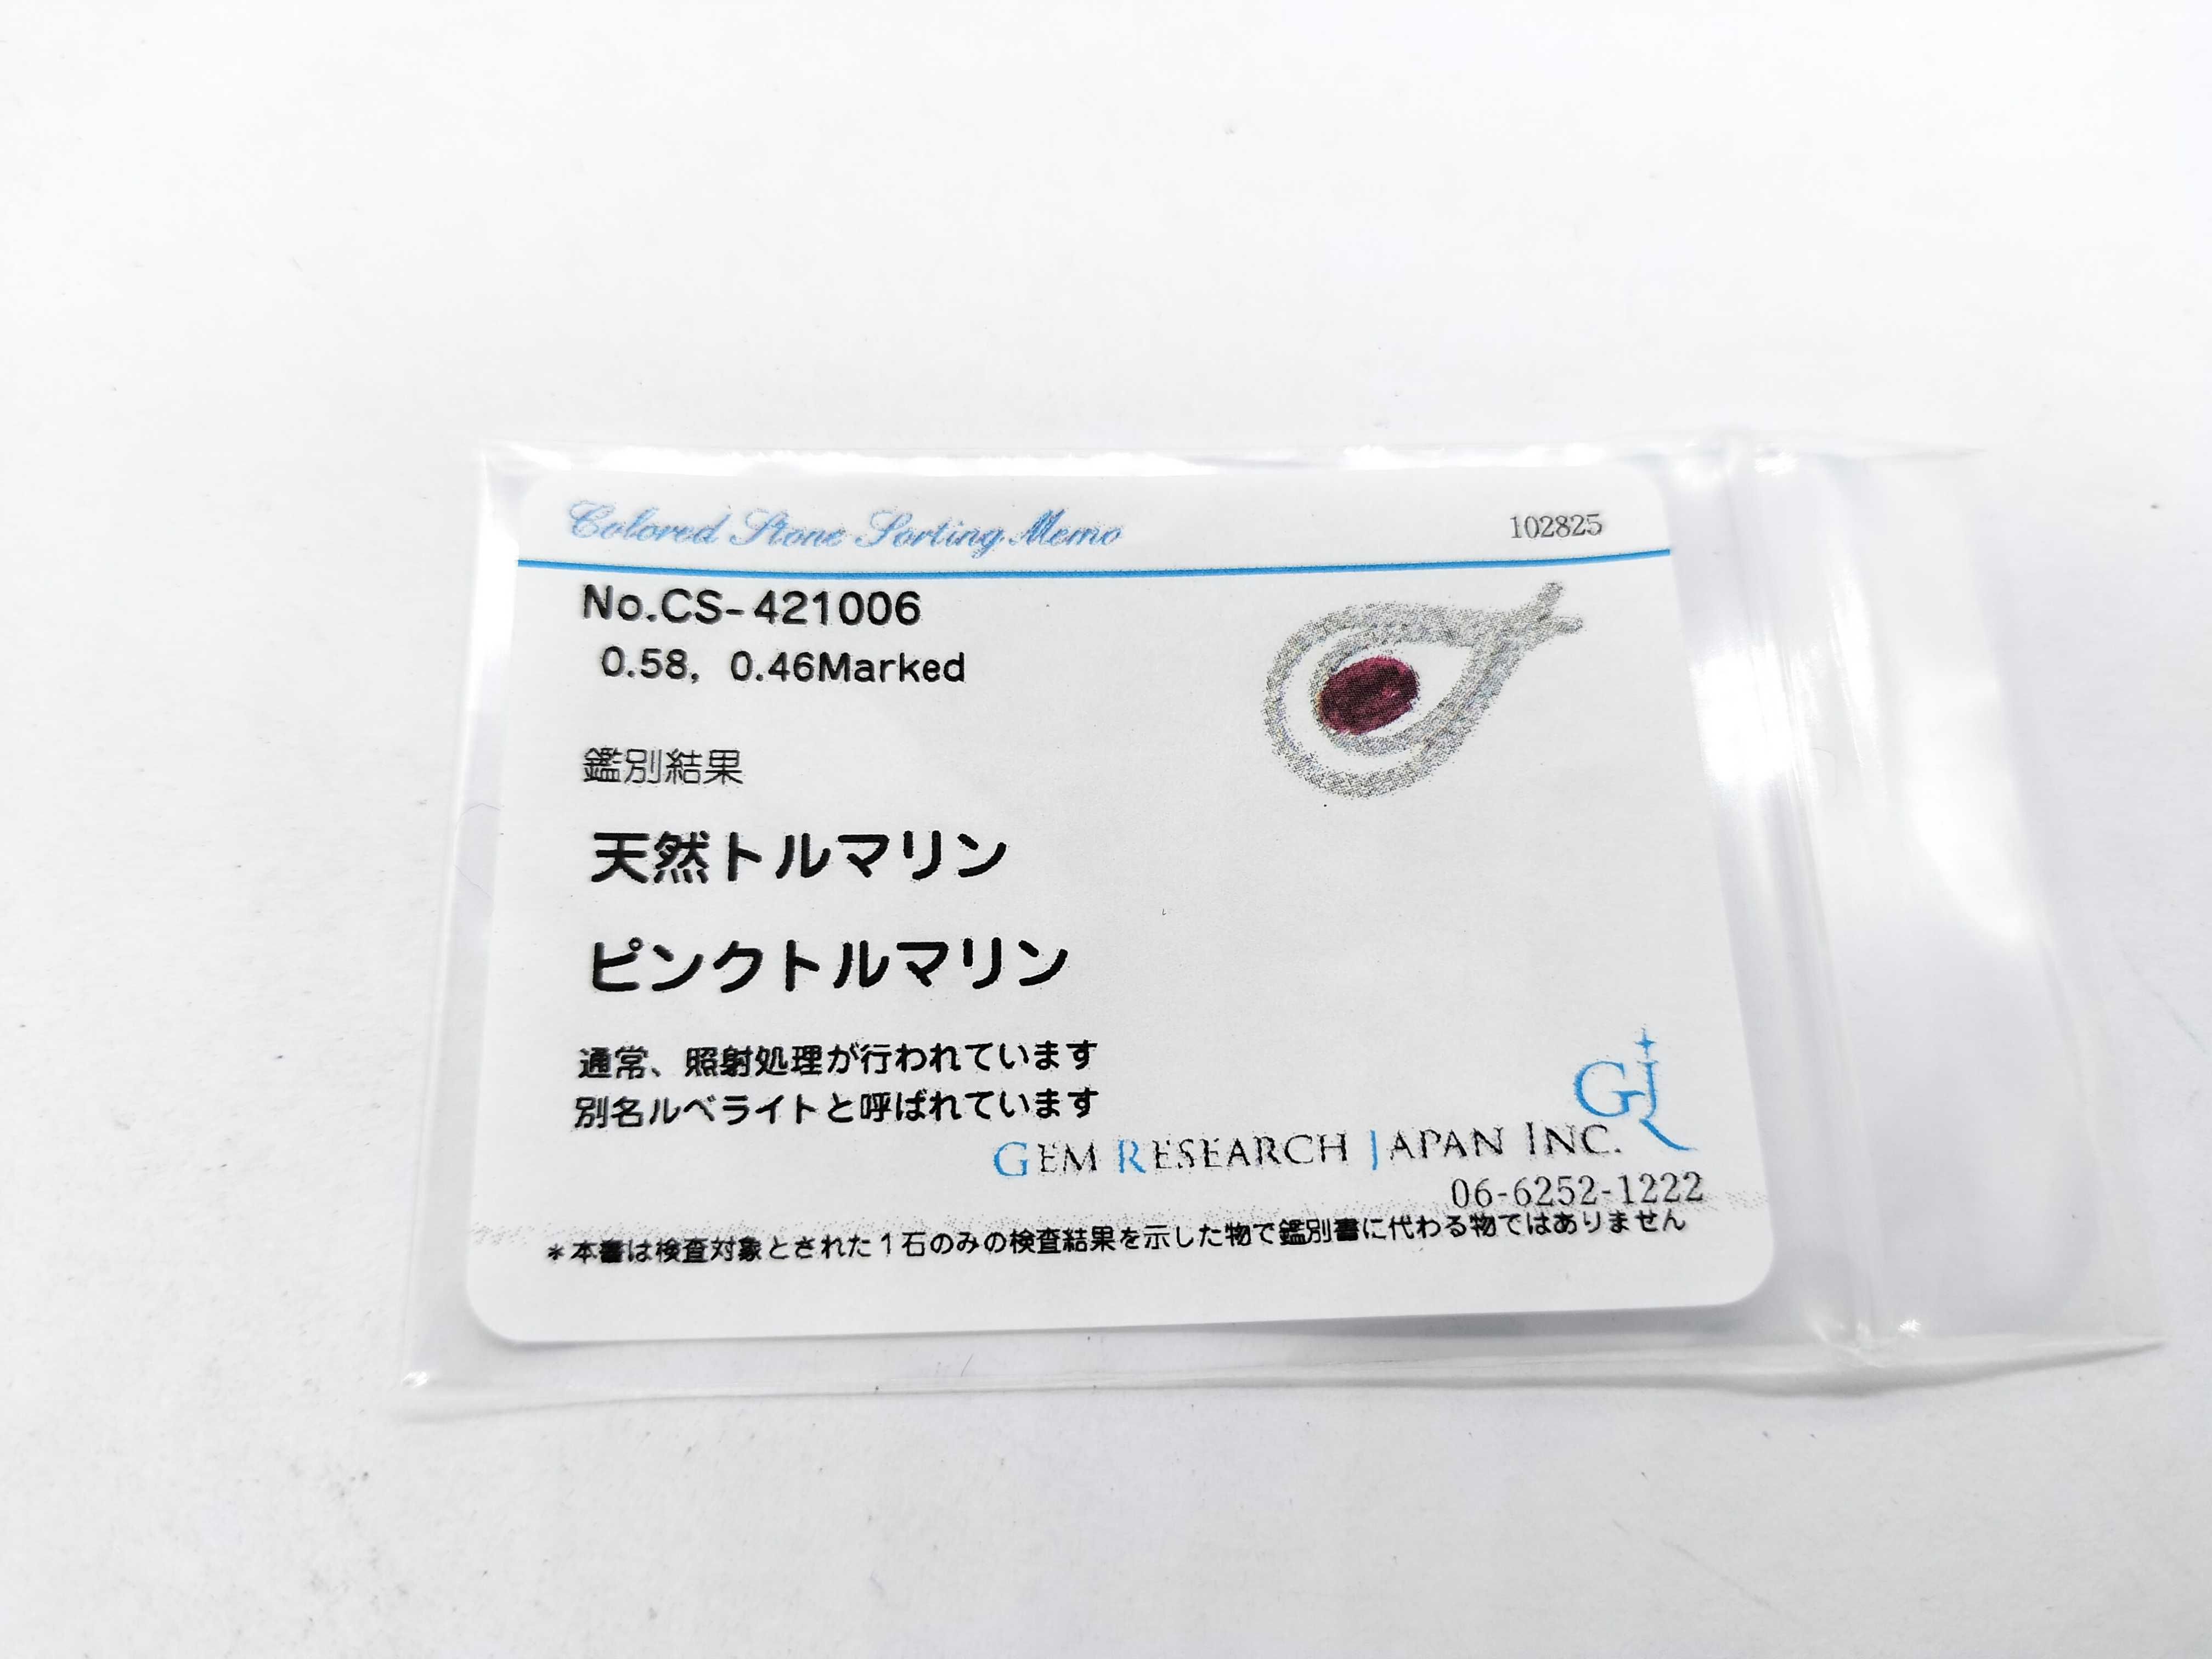 Colored Stone Sorting Memo 102825
No.CS-421006
0.58, 0.46Marked
鑑別結果
天然トルマリン
ピンクトルマリン
通常、照射処理が行われています
別名ルベライトと呼ばれています
GJ
GEM RESEARCH JAPAN INC.
06-6252-1222
*本書は検査対象とされた1石のみの検査結果を示した物で鑑別書に代わる物ではありません